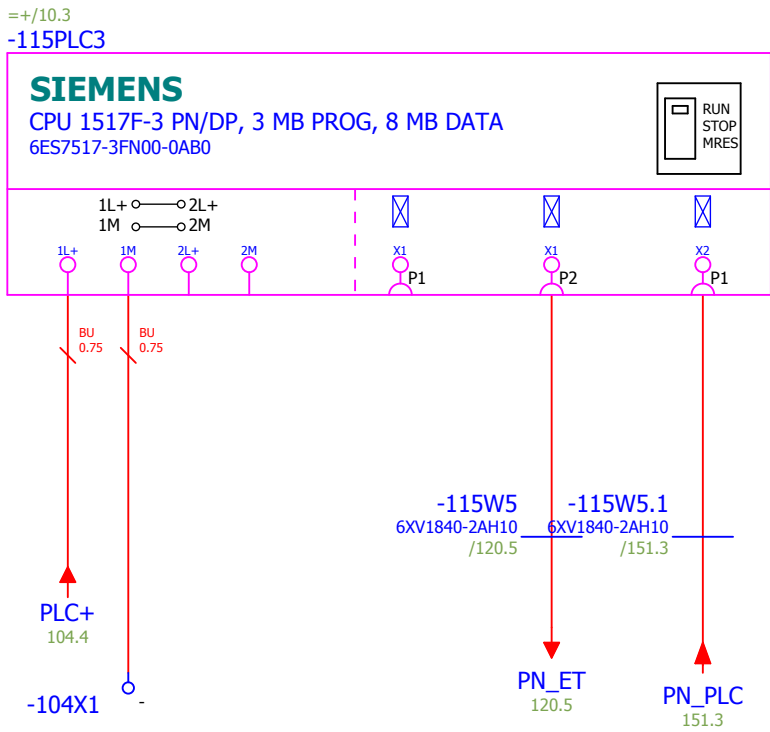 =+/10.3
-115PLC3
SIEMENS
CPU 1517F-3 PN/DP, 3 MB PROG, 8 MB DATA
6ES7517-3FN00-0AB0
RUN
STOP
MRES
1L+ 2L+
1M 2M
1L+ 1M 2L+ 2M X1 X1 X2
P1 P2 P1
BU BU
0.75 0.75
-115W5 -115W5.1
6XV1840-2AH10 6XV1840-2AH10
/120.5 /151.3
PLC+
104.4
-104X1 -
PN_ET
120.5
PN_PLC
151.3